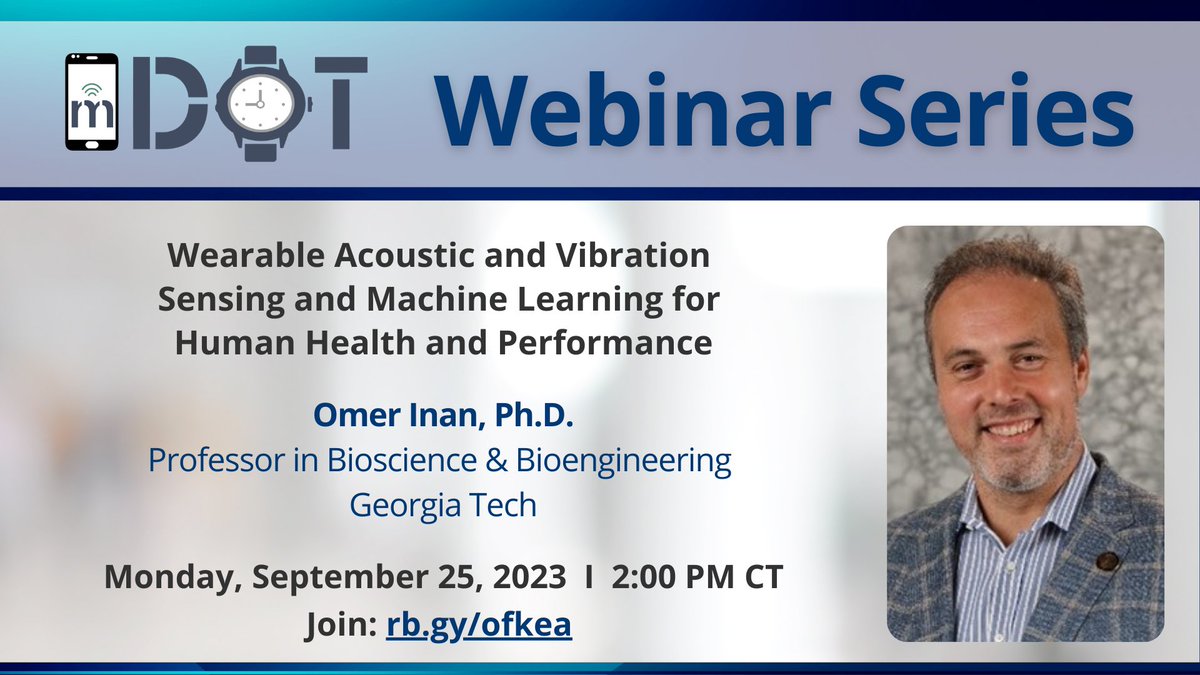 mDOT Webinar Series
Wearable Acoustic and Vibration
Sensing and Machine Learning for
Human Health and Performance
Omer Inan, Ph.D.
Professor in Bioscience & Bioengineering
Georgia Tech
Monday, September 25, 2023 I 2:00 PM CT
Join: rb.gy/ofkea